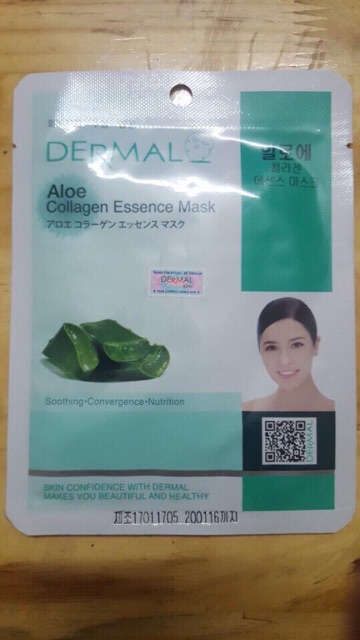 DERMAL
Aloe
Collagen Essence Mask
アロエ コラーゲン エッセンス マスク
알로에
콜라겐
에센스 마스크
DERMAL
Soothing•Convergence•Nutrition
DERMAL
SKIN CONFIDENCE WITH DERMAL
MAKES YOU BEAUTIFUL AND HEALTHY
제조17011705 200116까지